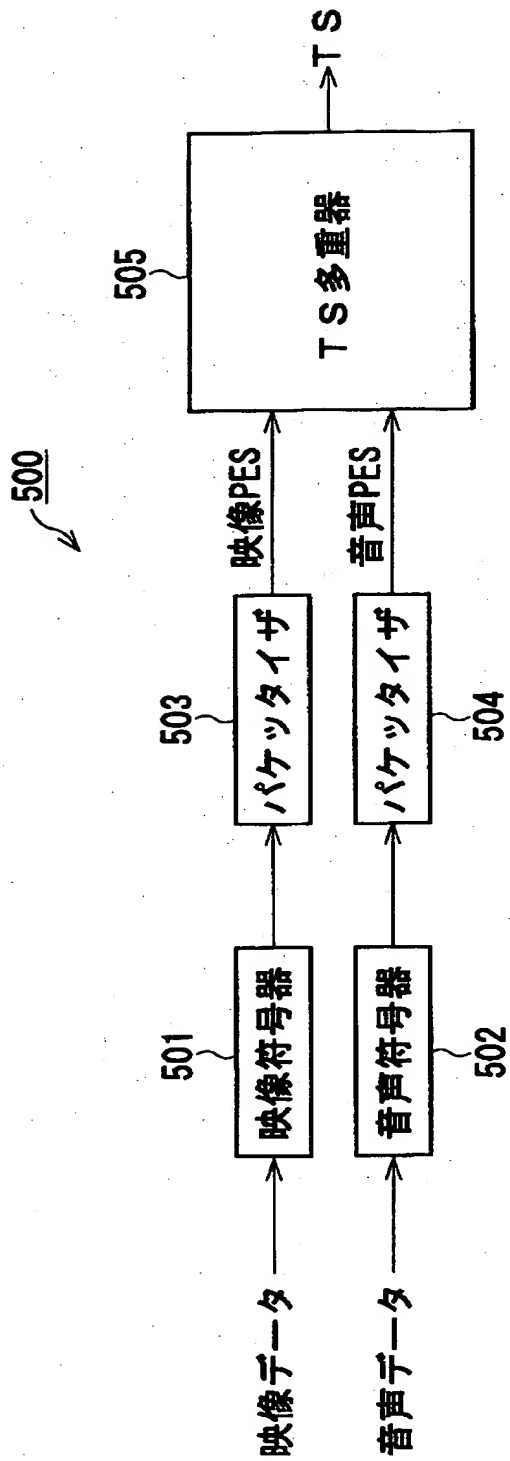 500
映像データ
501
映像符号器
503
パケッタイザ
映像PES
音声データ
音声符号器
502
パケッタイザ
504
音声PES
505
TS多重器
TS